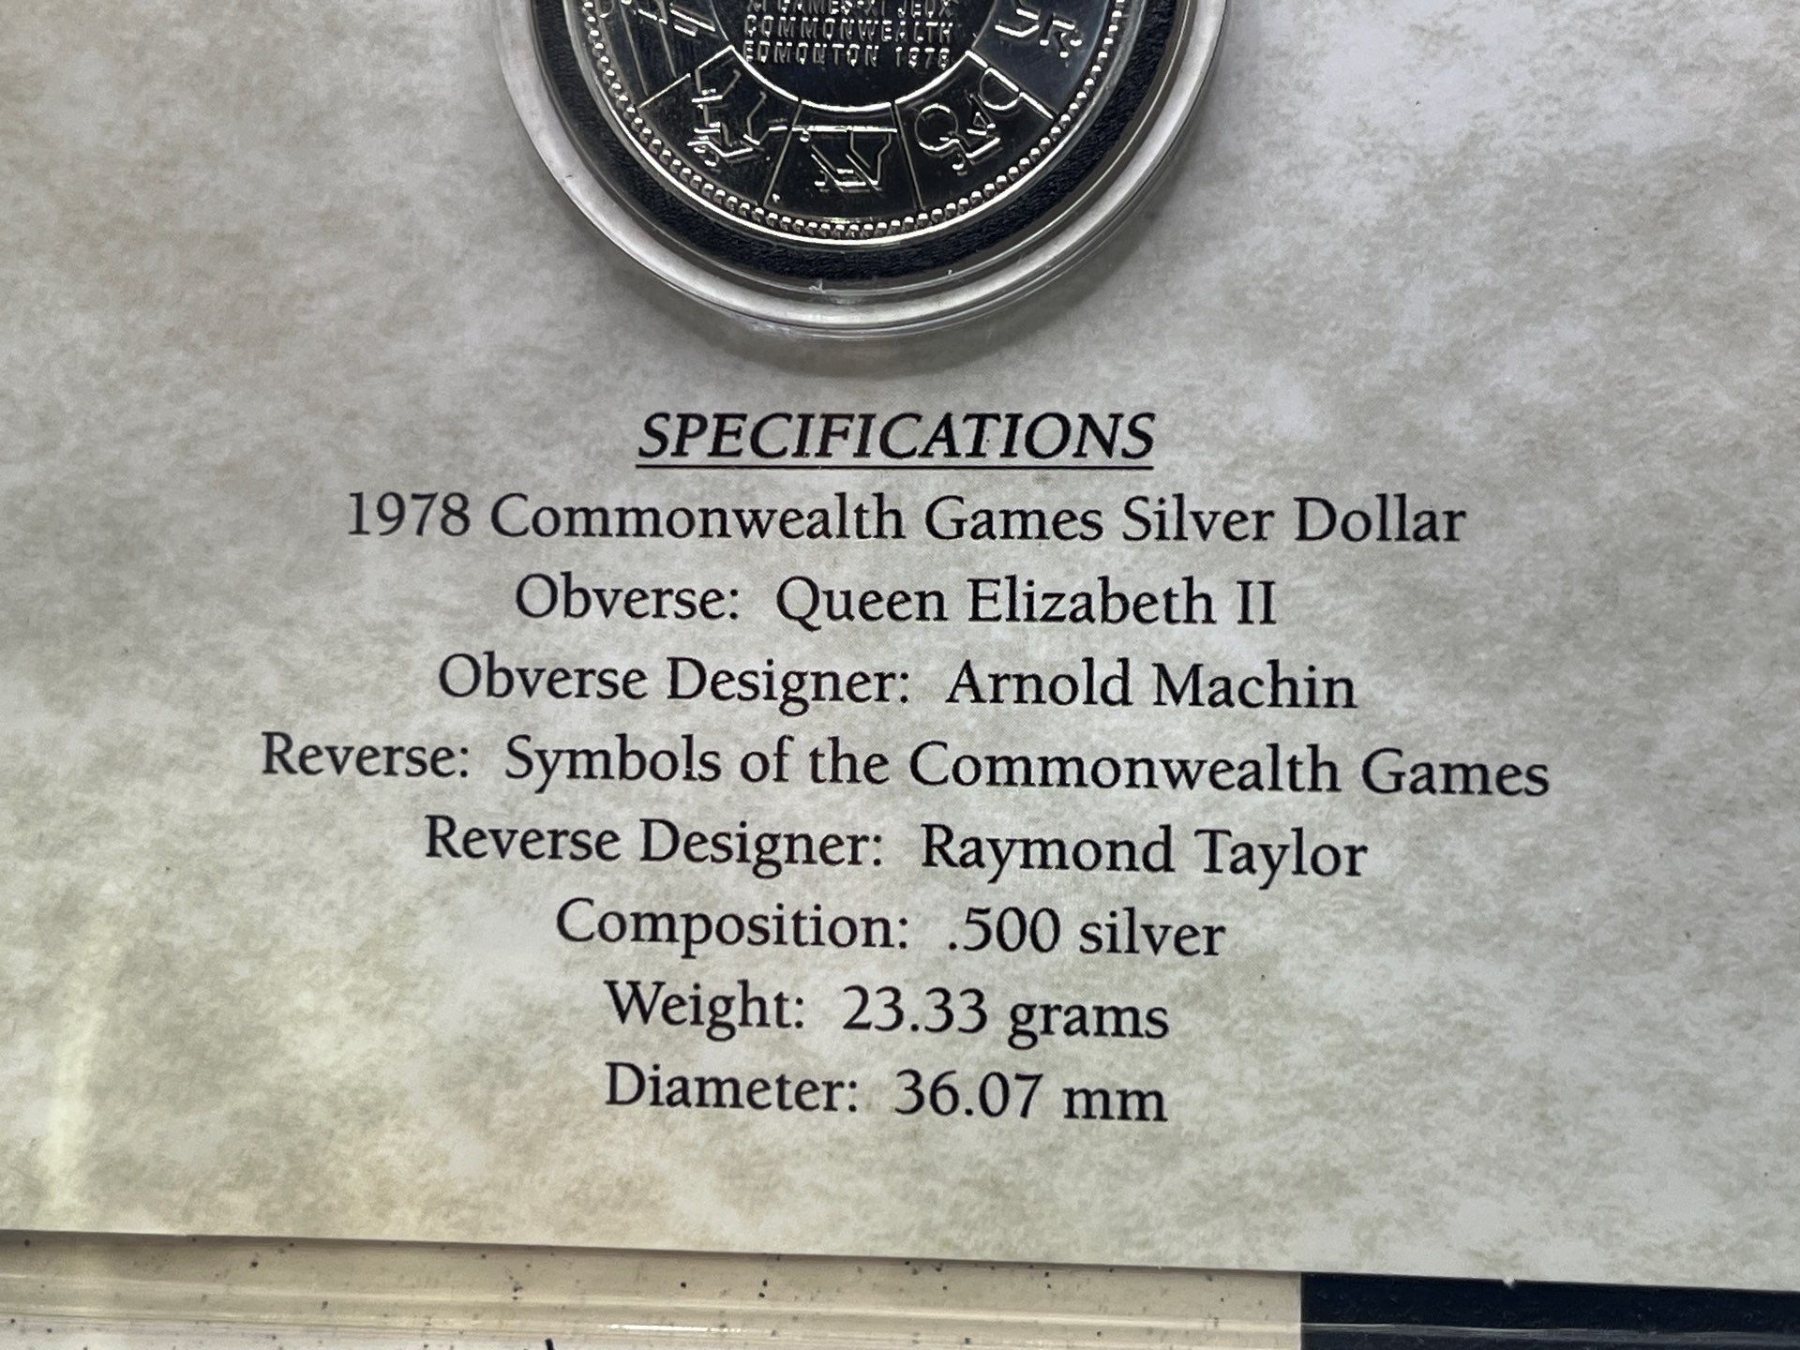 XI GAMES-XI JEUX
COMMONWEALTH
EDMONTON 1978
SPECIFICATIONS
1978 Commonwealth Games Silver Dollar
Obverse: Queen Elizabeth II
Obverse Designer: Arnold Machin
Reverse: Symbols of the Commonwealth Games
Reverse Designer: Raymond Taylor
Composition: .500 silver
Weight: 23.33 grams
Diameter: 36.07 mm